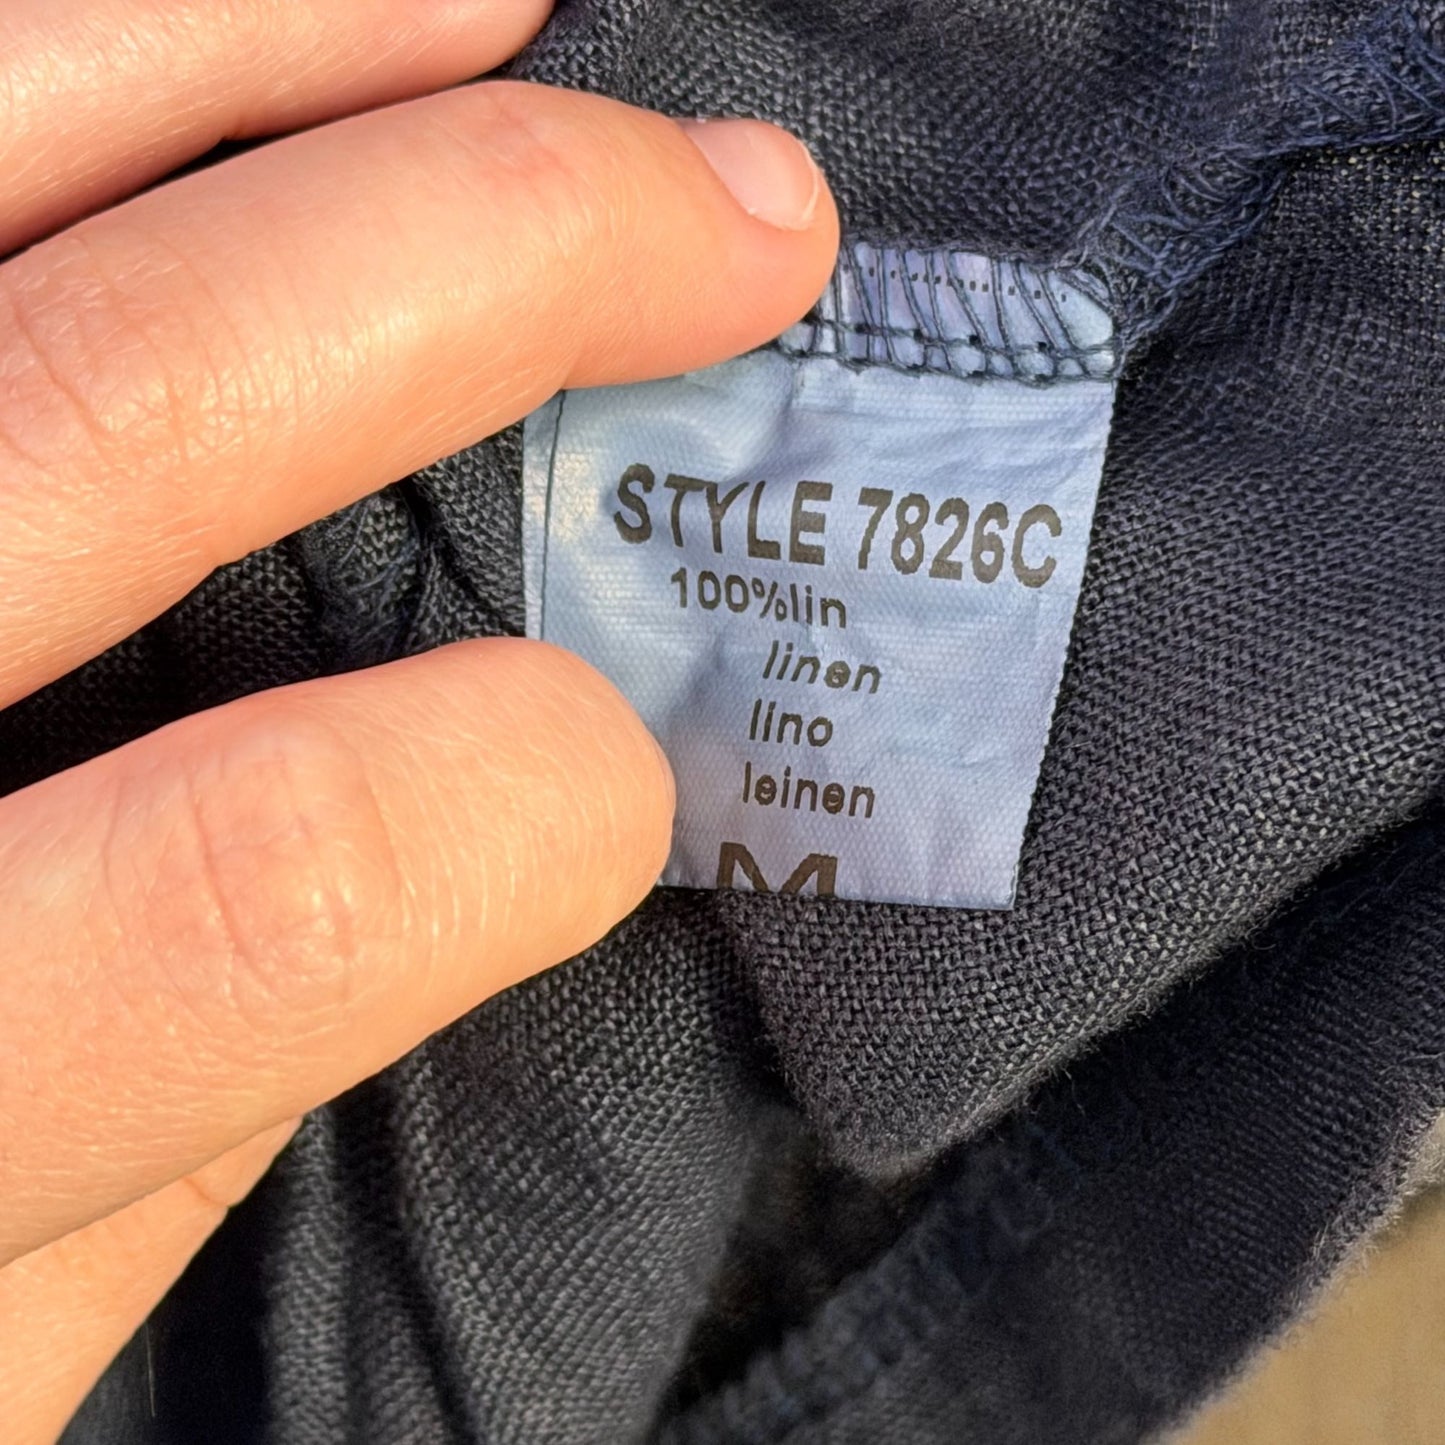 STYLE 7826C
100%lin
linen
lino
leinen
M